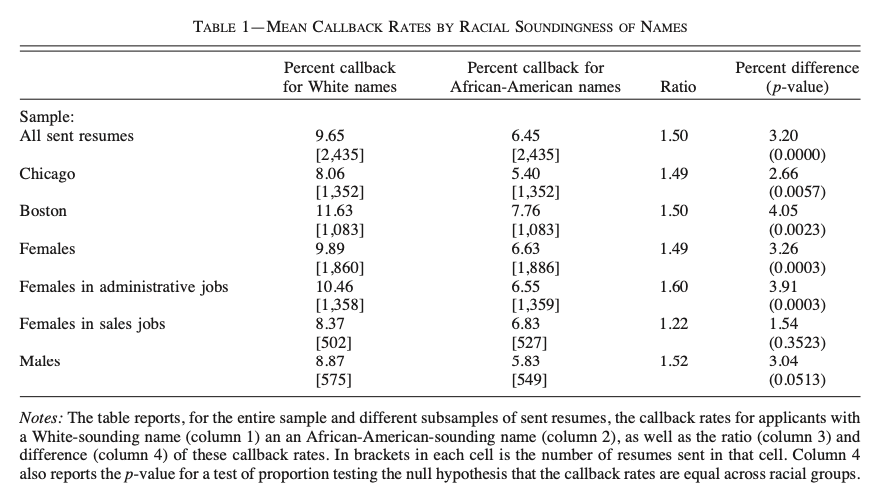 TABLE 1—MEAN CALLBACK RATES BY RACIAL SOUNDINGNESS OF NAMES
Percent callback for White names Percent callback for African-American names Ratio Percent difference (p-value)
Sample:
All sent resumes 9.65 6.45 1.50 3.20
[2,435] [2,435] (0.0000)
Chicago 8.06 5.40 1.49 2.66
[1,352] [1,352] (0.0057)
Boston 11.63 7.76 1.50 4.05
[1,083] [1,083] (0.0023)
Females 9.89 6.63 1.49 3.26
[1,860] [1,886] (0.0003)
Females in administrative jobs 10.46 6.55 1.60 3.91
[1,358] [1,359] (0.0003)
Females in sales jobs 8.37 6.83 1.22 1.54
[502] [527] (0.3523)
Males 8.87 5.83 1.52 3.04
[575] [549] (0.0513)
Notes: The table reports, for the entire sample and different subsamples of sent resumes, the callback rates for applicants with
a White-sounding name (column 1) an an African-American-sounding name (column 2), as well as the ratio (column 3) and
difference (column 4) of these callback rates. In brackets in each cell is the number of resumes sent in that cell. Column 4
also reports the p-value for a test of proportion testing the null hypothesis that the callback rates are equal across racial groups.